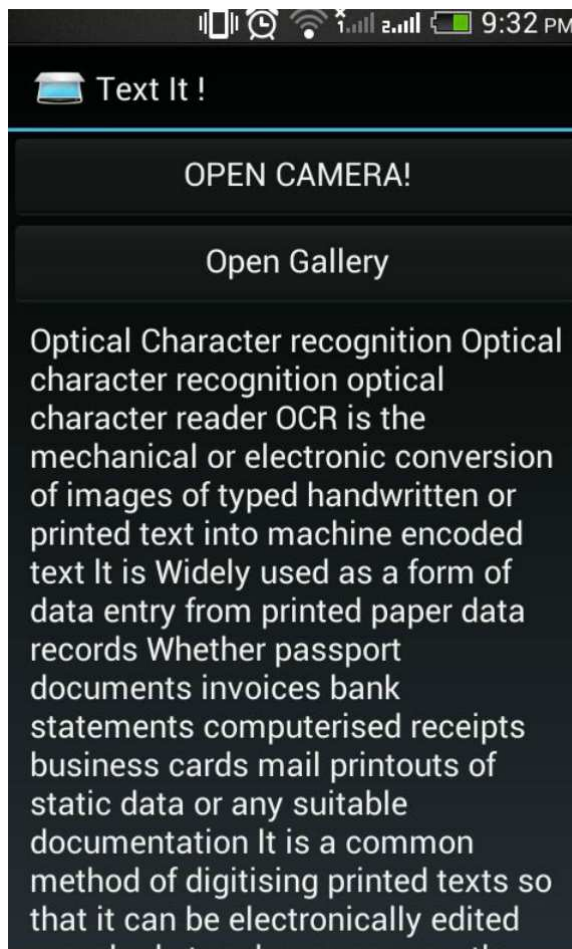 9:32 PM
Text It !
OPEN CAMERA!
Open Gallery
Optical Character recognition Optical
character recognition optical
character reader OCR is the
mechanical or electronic conversion
of images of typed handwritten or
printed text into machine encoded
text lt is Widely used as a form of
data entry from printed paper data
records Whether passport
documents invoices bank
statements computerised receipts
business cards mail printouts of
static data or any suitable
documentation lt is a common
method of digitising printed texts so
that it can be electronically edited